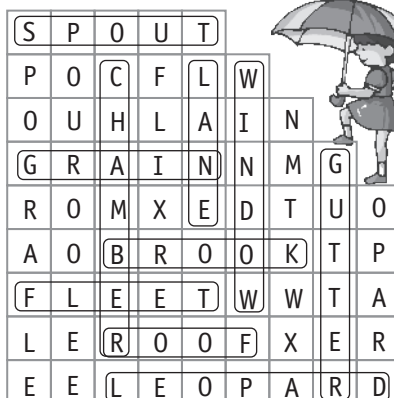 S P O U T
P O C F L W
O U H L A I N
G R A I N N M G
R O M X E D T U O
A O B R O O K T P
F L E E T W W T A
L E R O O F X E R
E E L E O P A R D